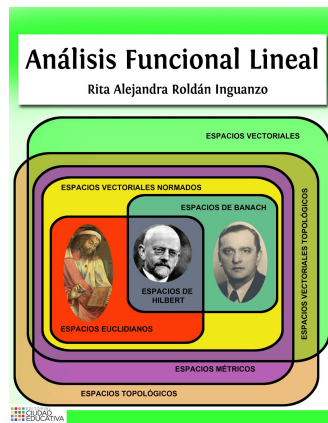 Análisis Funcional Lineal
Rita Alejandra Roldán Inguanzo
ESPACIOS VECTORIALES
ESPACIOS VECTORIALES NORMADOS
ESPACIOS DE BANACH
ESPACIOS VECTORIALES TOPOLÓGICOS
ESPACIOS DE
HILBERT
ESPACIOS EUCLIDIANOS
ESPACIOS MÉTRICOS
ESPACIOS TOPOLÓGICOS
CIUDAD
EDUCATIVA